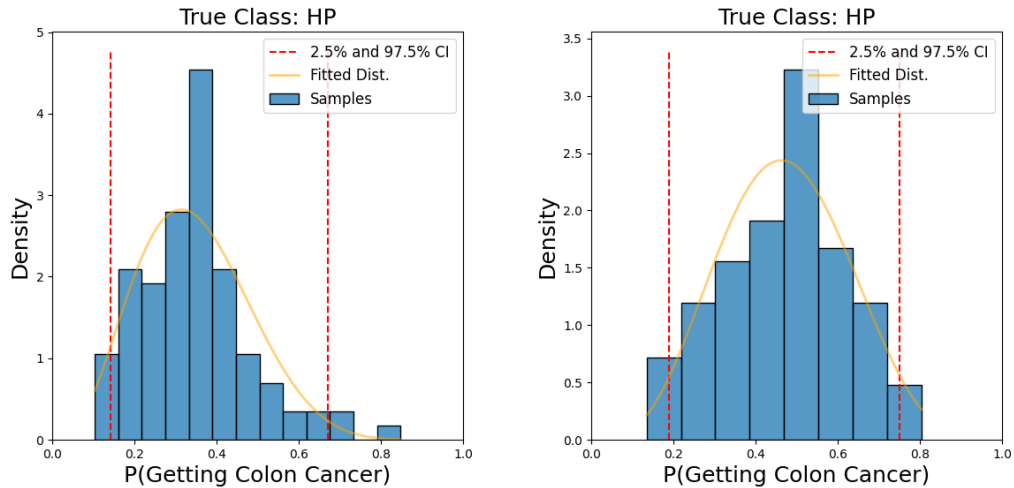 True Class: HP
5
4
3
2
1
0
Density
2.5% and 97.5% CI
Fitted Dist.
Samples
0.0 0.2 0.4 0.6 0.8 1.0
P(Getting Colon Cancer)
True Class: HP
3.5
3.0
2.5
2.0
1.5
1.0
0.5
0.0
Density
2.5% and 97.5% CI
Fitted Dist.
Samples
0.0 0.2 0.4 0.6 0.8 1.0
P(Getting Colon Cancer)